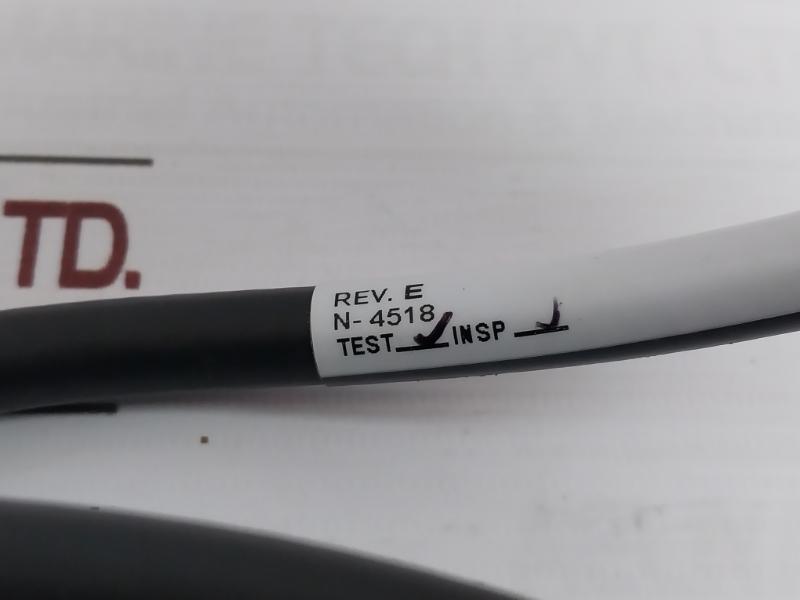 TD.
REV. E
N- 4518
TEST ✓ INSP ✓